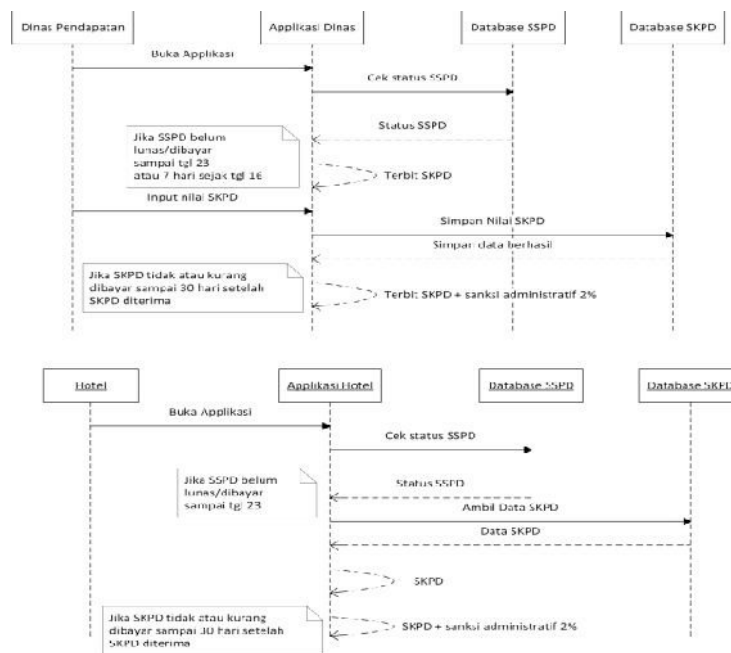 Dinas Pendapatan
Applikasi Dinas
Database SSPD
Database SKPD
Buka Applikasi
Cek status SSPD
Status SSPD
Jika SSPD belum
lunas/dibayar
sampai tgl 23
atau 7 hari sejak tgl 16
Terbit SKPD
Input nilai SKPD
Simpan Nilai SKPD
Simpan data berhasil
Jika SKPD tidak atau kurang
dibayar sampai 30 hari setelah
SKPD diterima
Terbit SKPD + sanksi administratif 2%
Hotel
Applikasi Hotel
Database SSPD
Database SKPD
Buka Applikasi
Cek status SSPD
Status SSPD
Jika SSPD belum
lunas/dibayar
sampai tgl 23
Ambil Data SKPD
Data SKPD
SKPD
Jika SKPD tidak atau kurang
dibayar sampai 30 hari setelah
SKPD diterima
SKPD + sanksi administratif 2%